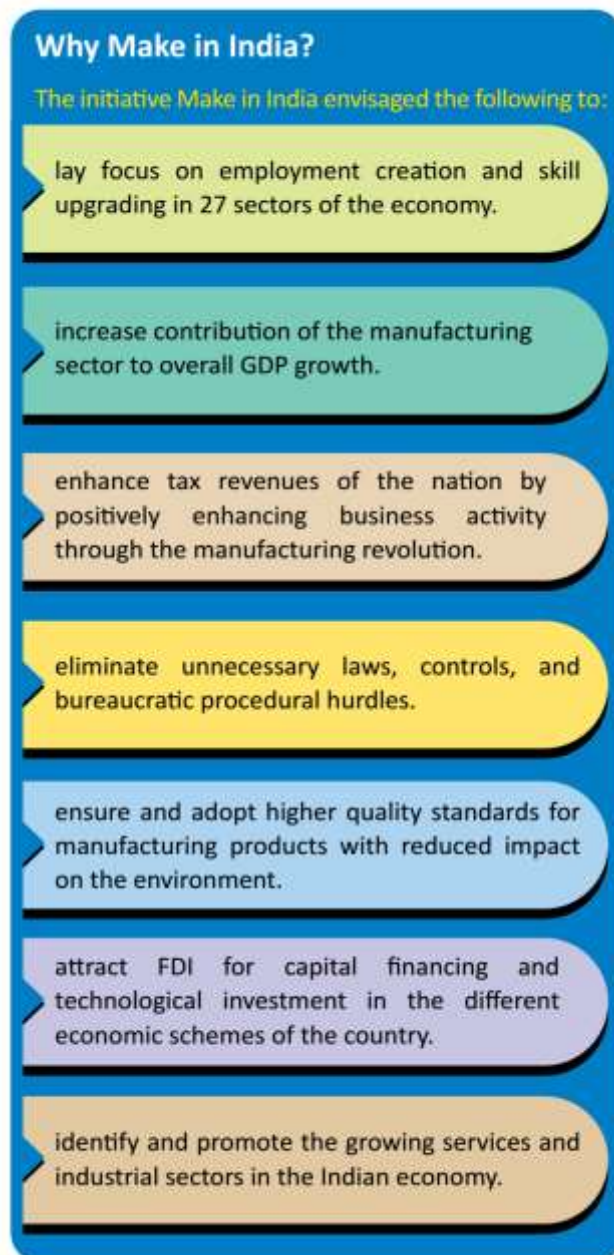 Why Make in India?
The initiative Make in India envisaged the following to:
lay focus on employment creation and skill
upgrading in 27 sectors of the economy.
increase contribution of the manufacturing
sector to overall GDP growth.
enhance tax revenues of the nation by
positively enhancing business activity
through the manufacturing revolution.
eliminate unnecessary laws, controls, and
bureaucratic procedural hurdles.
ensure and adopt higher quality standards for
manufacturing products with reduced impact
on the environment.
attract FDI for capital financing and
technological investment in the different
economic schemes of the country.
identify and promote the growing services and
industrial sectors in the Indian economy.